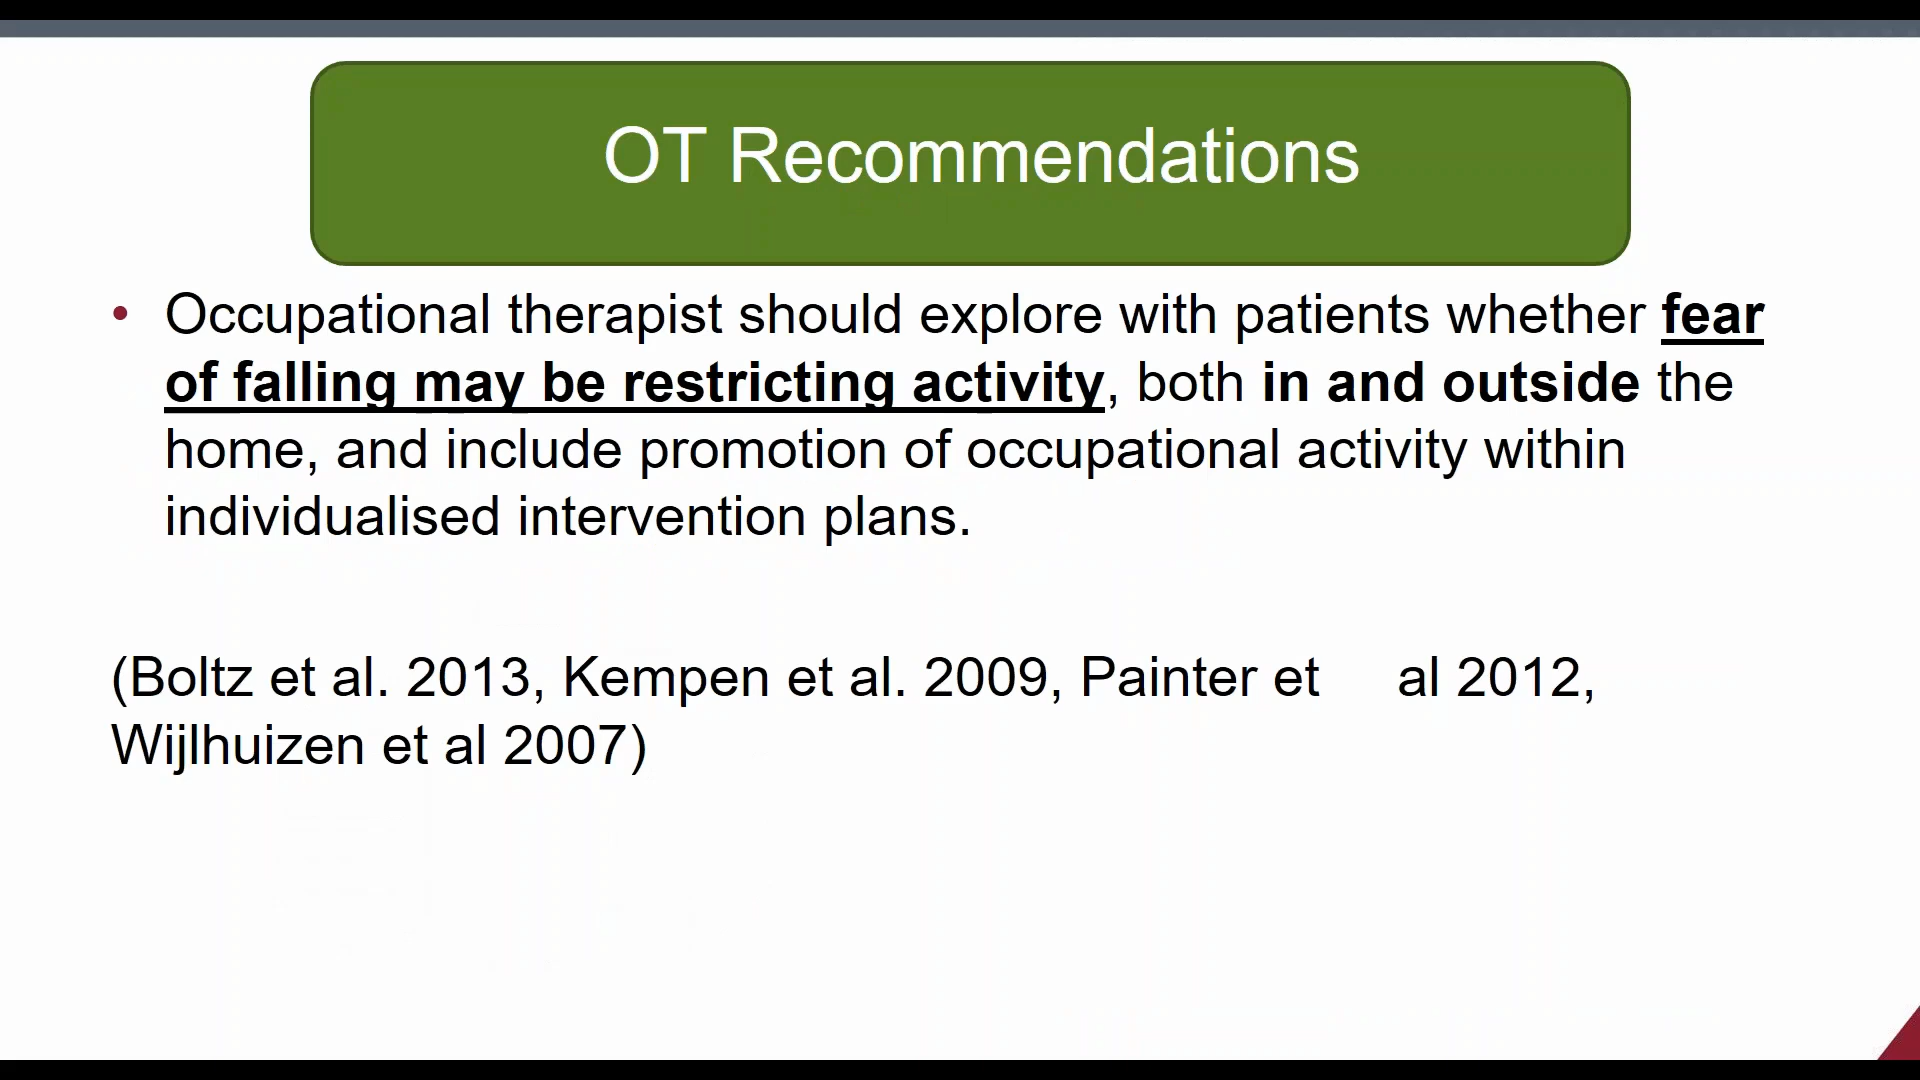 OT Recommendations
• Occupational therapist should explore with patients whether fear
of falling may be restricting activity, both in and outside the
home, and include promotion of occupational activity within
individualised intervention plans.
(Boltz et al. 2013, Kempen et al. 2009, Painter et al 2012,
Wijlhuizen et al 2007)